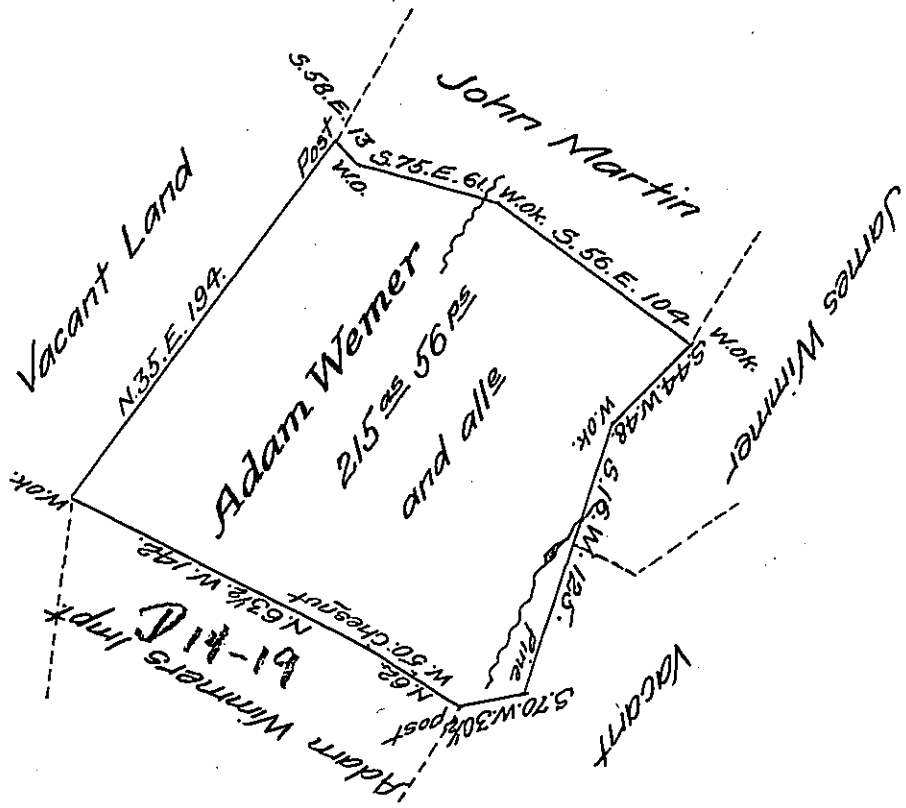 S.58.E. 13
Post
W.o.
S.75.E. 61.
W.ok.
S. 56. E. 104
W.ok.
John Martin
James Wimmer
Vacant Land
N.35.E. 194.
Adam Wemer
215 as 56 ps
and alle
S.44.W.48.
W.ok.
S.16.W. 125.
Pine
S.70.W.30½
Vacant
post
N.62. W.50.
Chesnut
N.63½.W.142.
W.ok.
D 14-19
Adam Wimmers Impt.